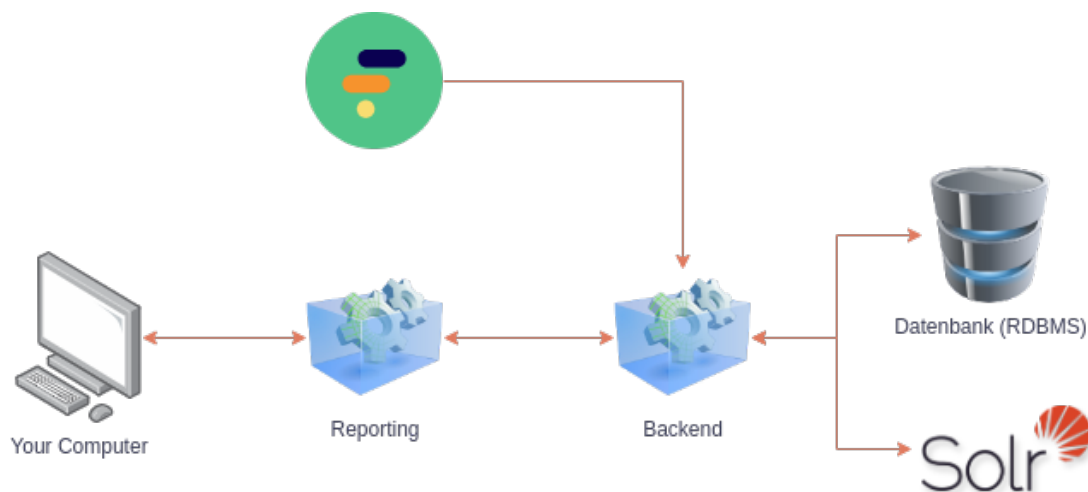 Datenbank (RDBMS)
Your Computer
Reporting
Backend
Solr